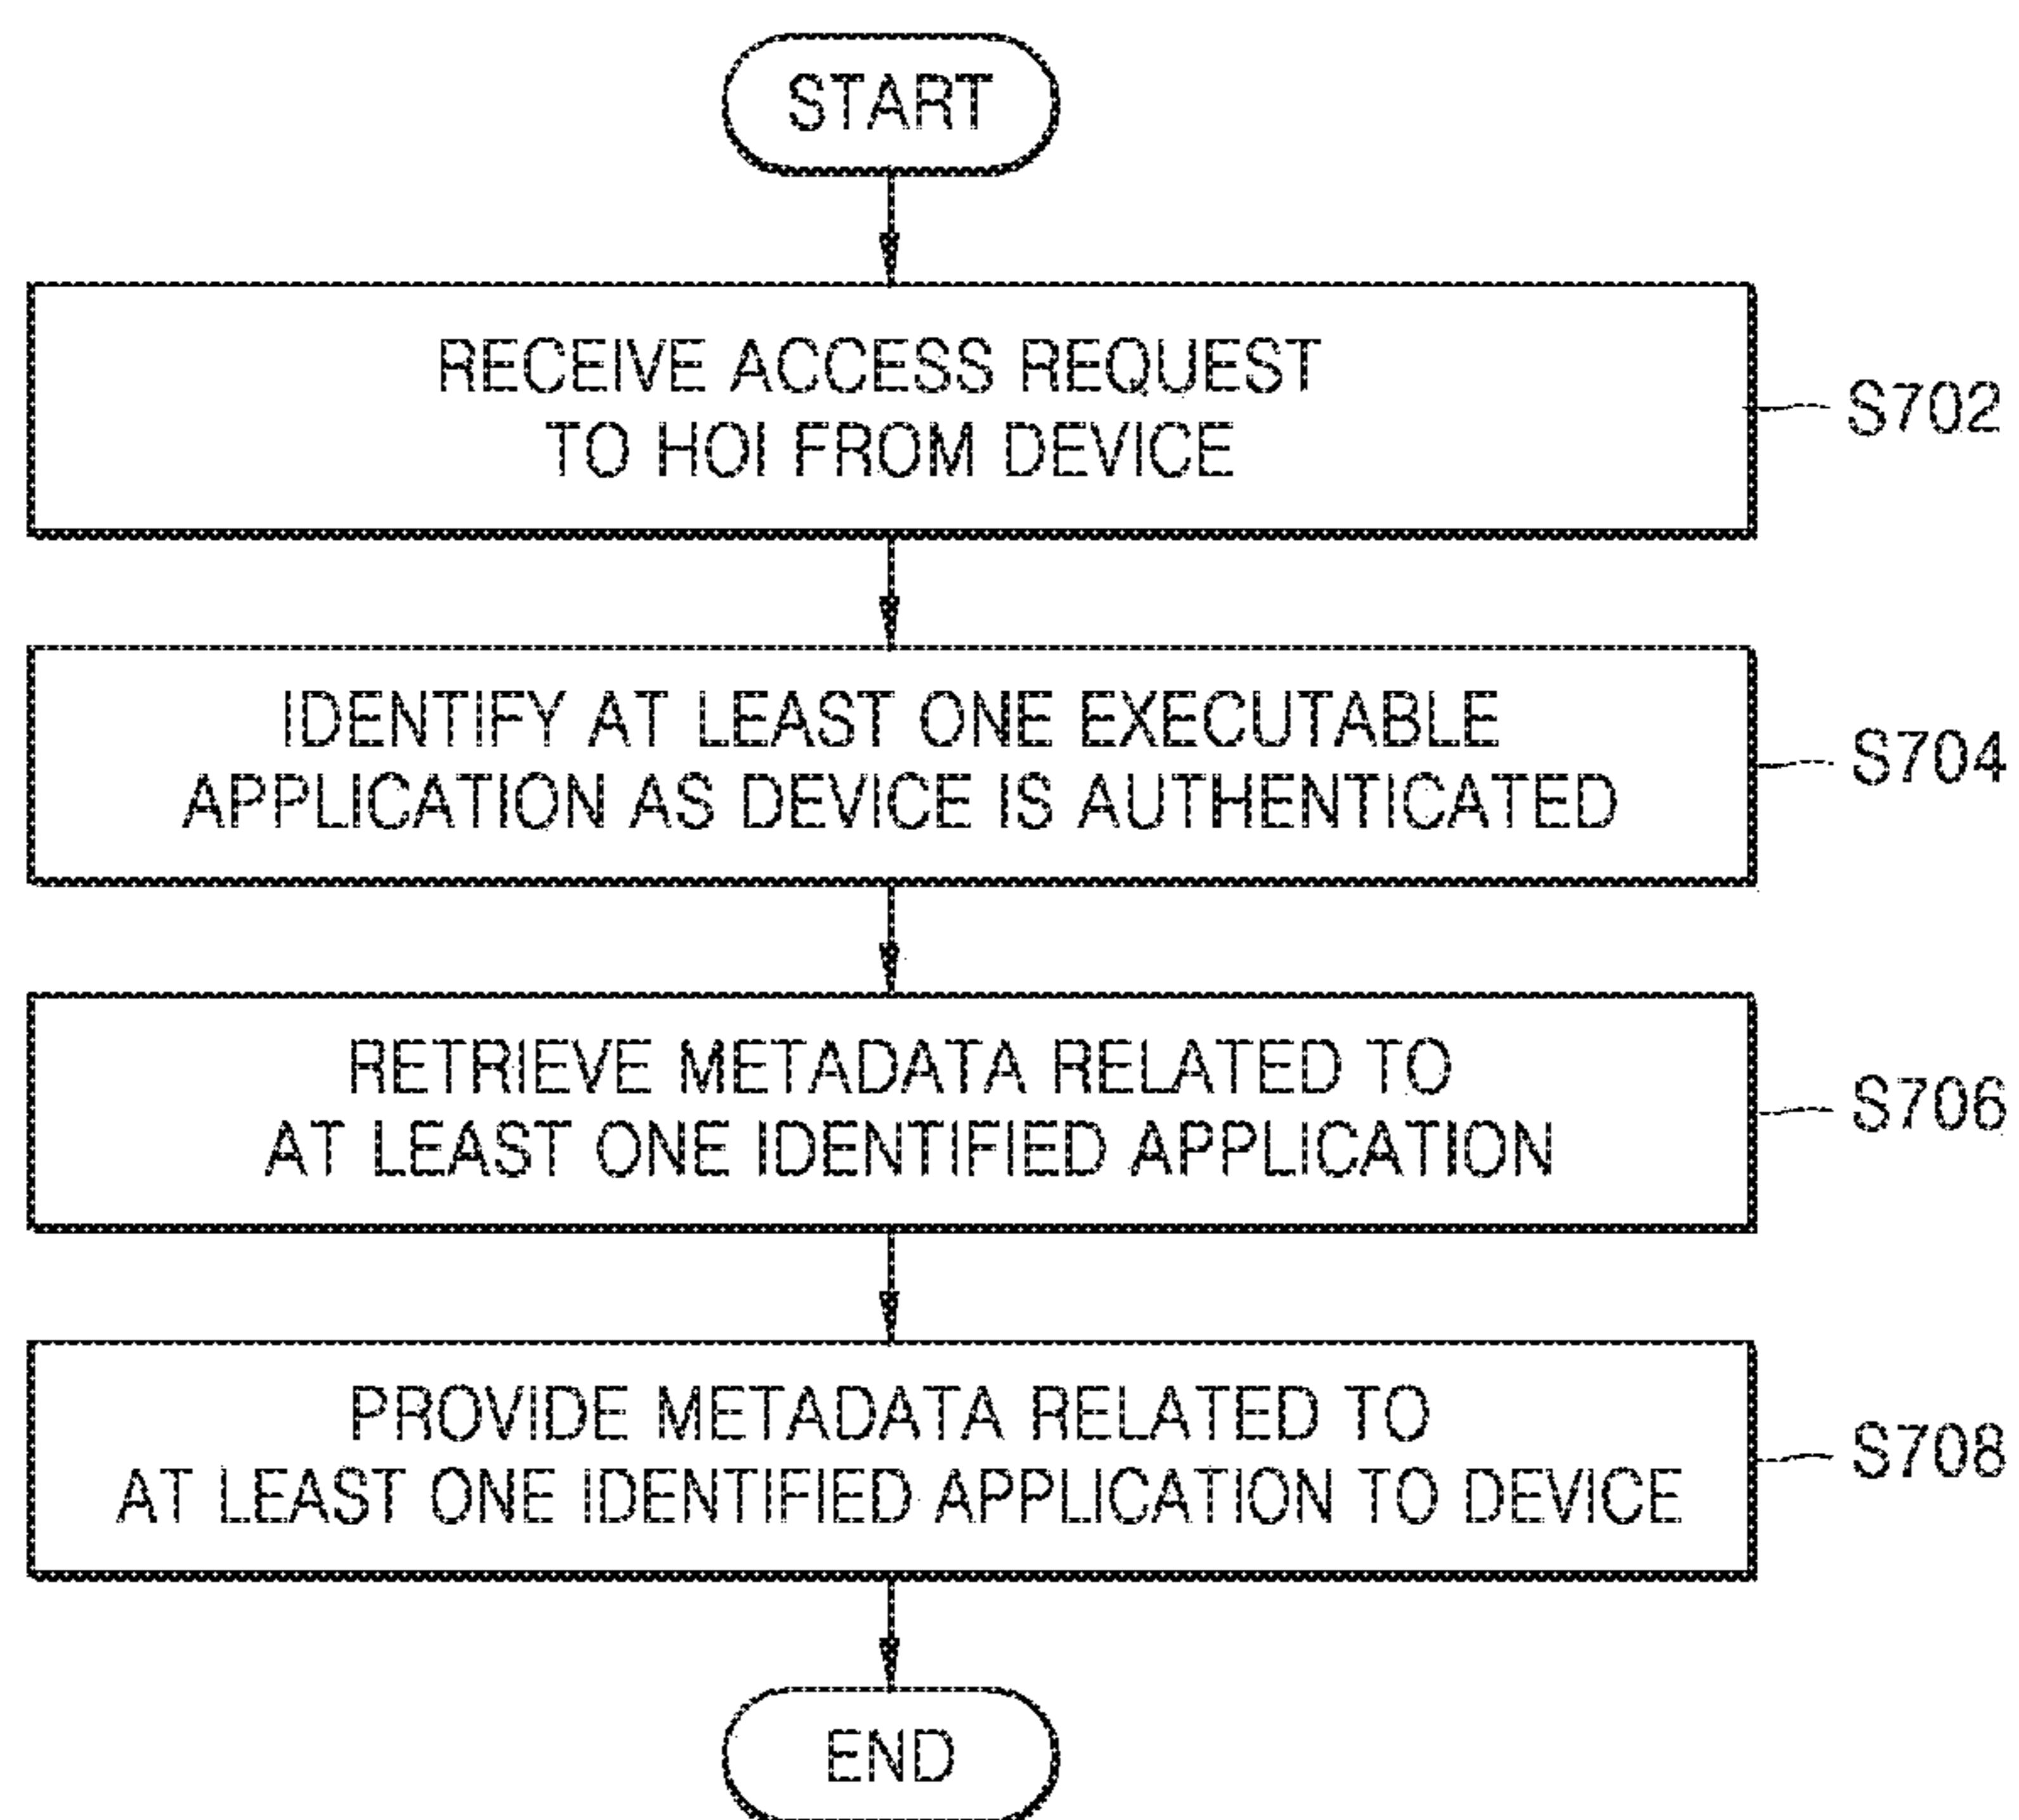 START
RECEIVE ACCESS REQUEST
TO HOI FROM DEVICE
S702
IDENTIFY AT LEAST ONE EXECUTABLE
APPLICATION AS DEVICE IS AUTHENTICATED
S704
RETRIEVE METADATA RELATED TO
AT LEAST ONE IDENTIFIED APPLICATION
S706
PROVIDE METADATA RELATED TO
AT LEAST ONE IDENTIFIED APPLICATION TO DEVICE
S708
END